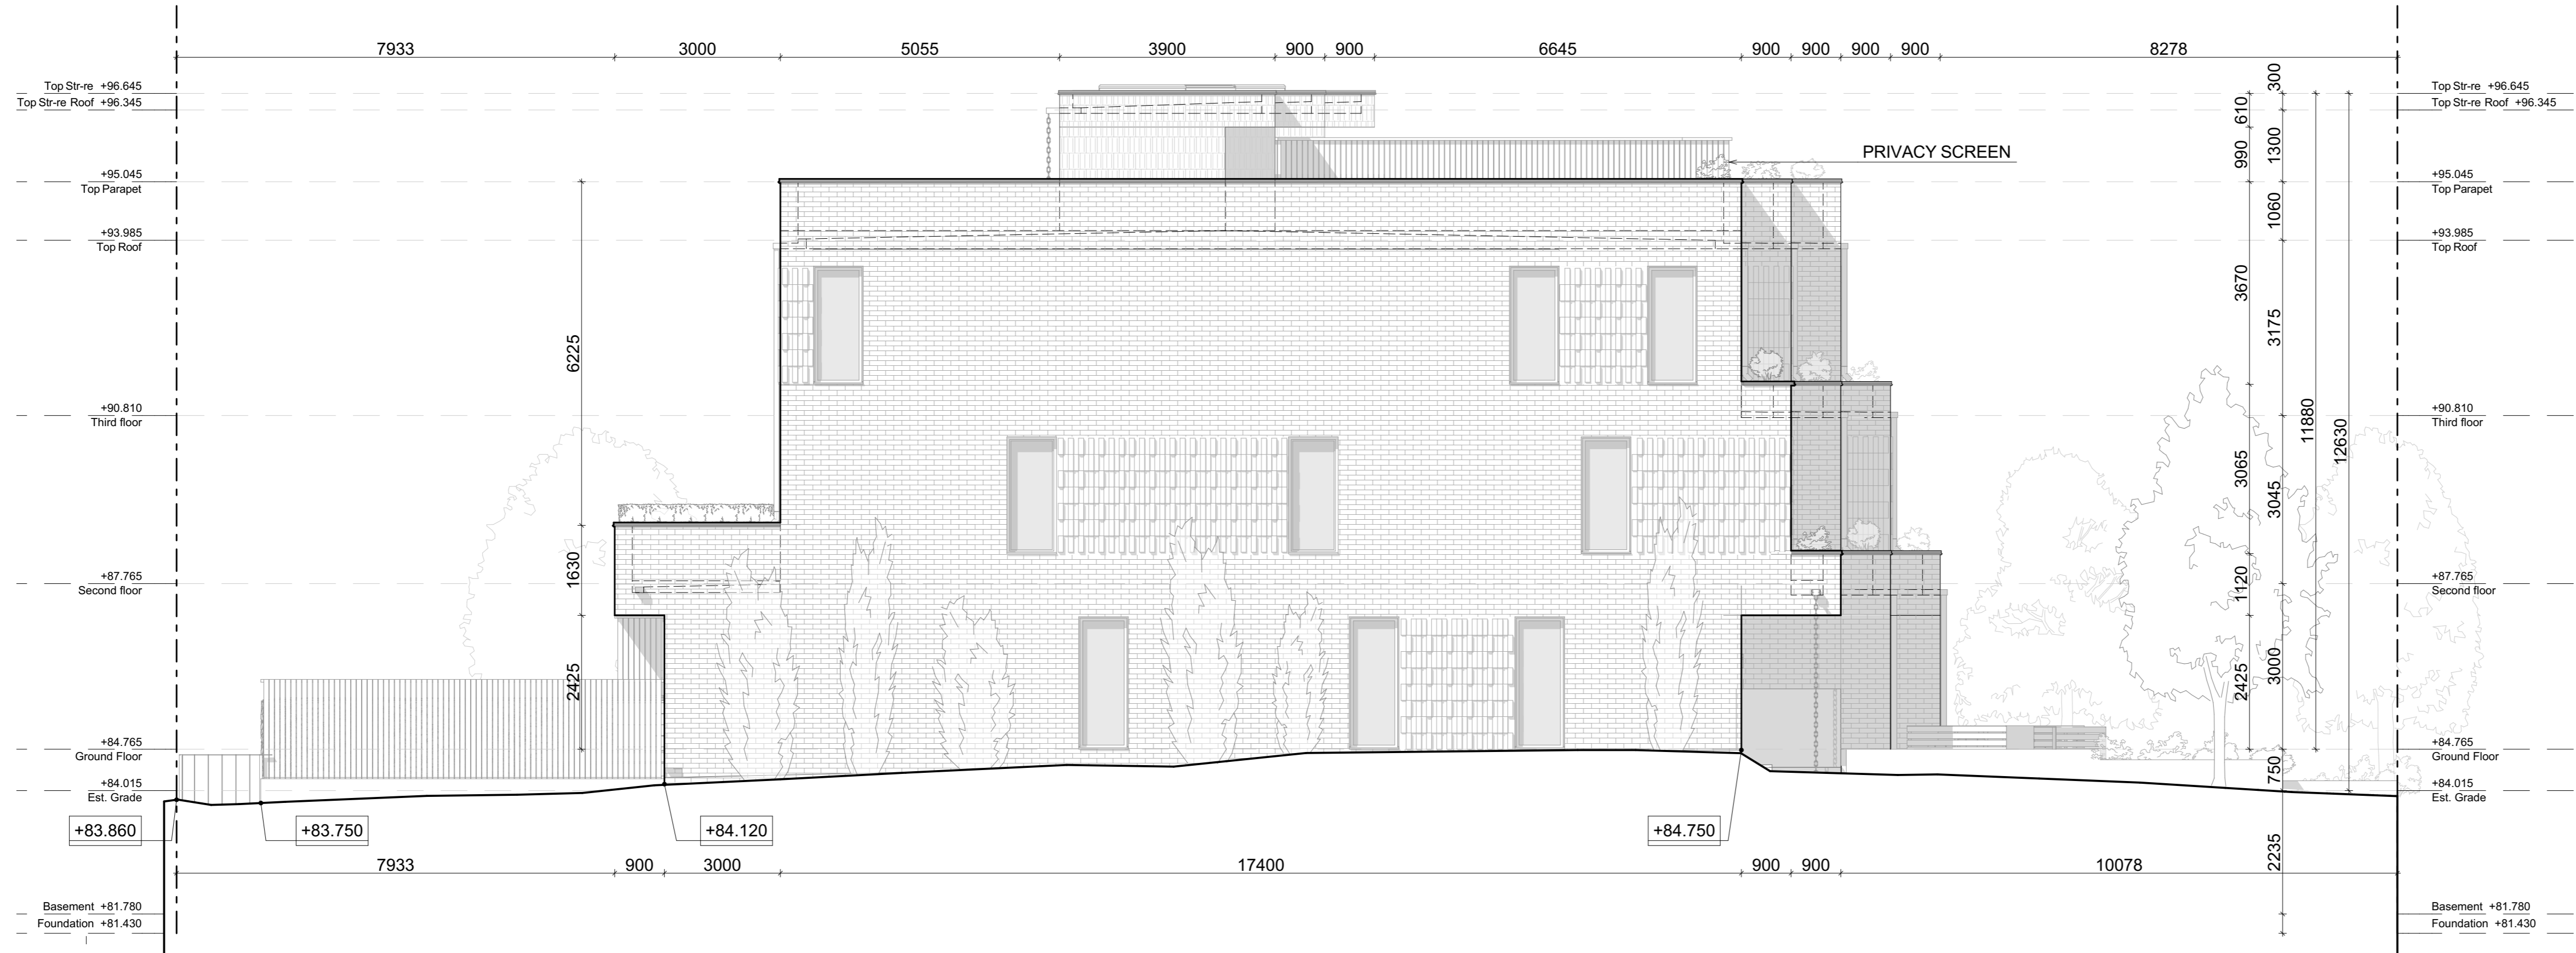 7933 3000 5055 3900 900 900 6645 900 900 900 900 8278
Top Str-re +96.645
Top Str-re Roof +96.345
+95.045
Top Parapet
+93.985
Top Roof
+90.810
Third floor
+87.765
Second floor
+84.765
Ground Floor
+84.015
Est. Grade
Basement +81.780
Foundation +81.430
6225
1630
2425
PRIVACY SCREEN
300
610
1300
990
1060
3670
3175
11880
12630
3065
3045
1120
2425
3000
750
2235
Top Str-re +96.645
Top Str-re Roof +96.345
+95.045
Top Parapet
+93.985
Top Roof
+90.810
Third floor
+87.765
Second floor
+84.765
Ground Floor
+84.015
Est. Grade
Basement +81.780
Foundation +81.430
+83.860 +83.750 +84.120 +84.750
7933 900 3000 17400 900 900 10078